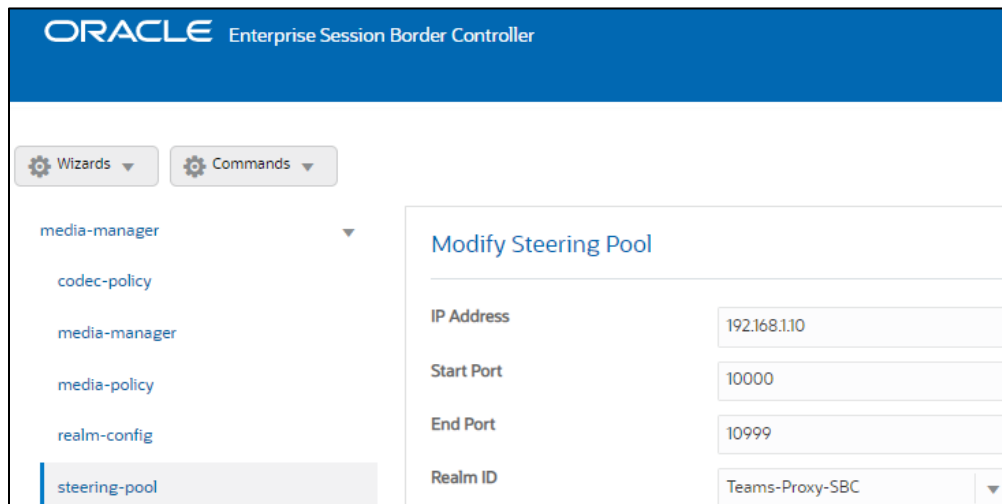 ORACLE Enterprise Session Border Controller
Wizards Commands
media-manager
codec-policy
media-manager
media-policy
realm-config
steering-pool
Modify Steering Pool
IP Address 192.168.1.10
Start Port 10000
End Port 10999
Realm ID Teams-Proxy-SBC